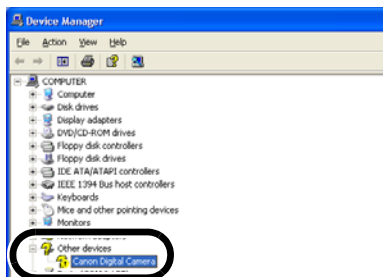 Device Manager
File Action View Help
COMPUTER
Computer
Disk drives
Display adapters
DVD/CD-ROM drives
Floppy disk controllers
Floppy disk drives
IDE ATA/ATAPI controllers
IEEE 1394 Bus host controllers
Keyboards
Mice and other pointing devices
Monitors
Other devices
Canon Digital Camera